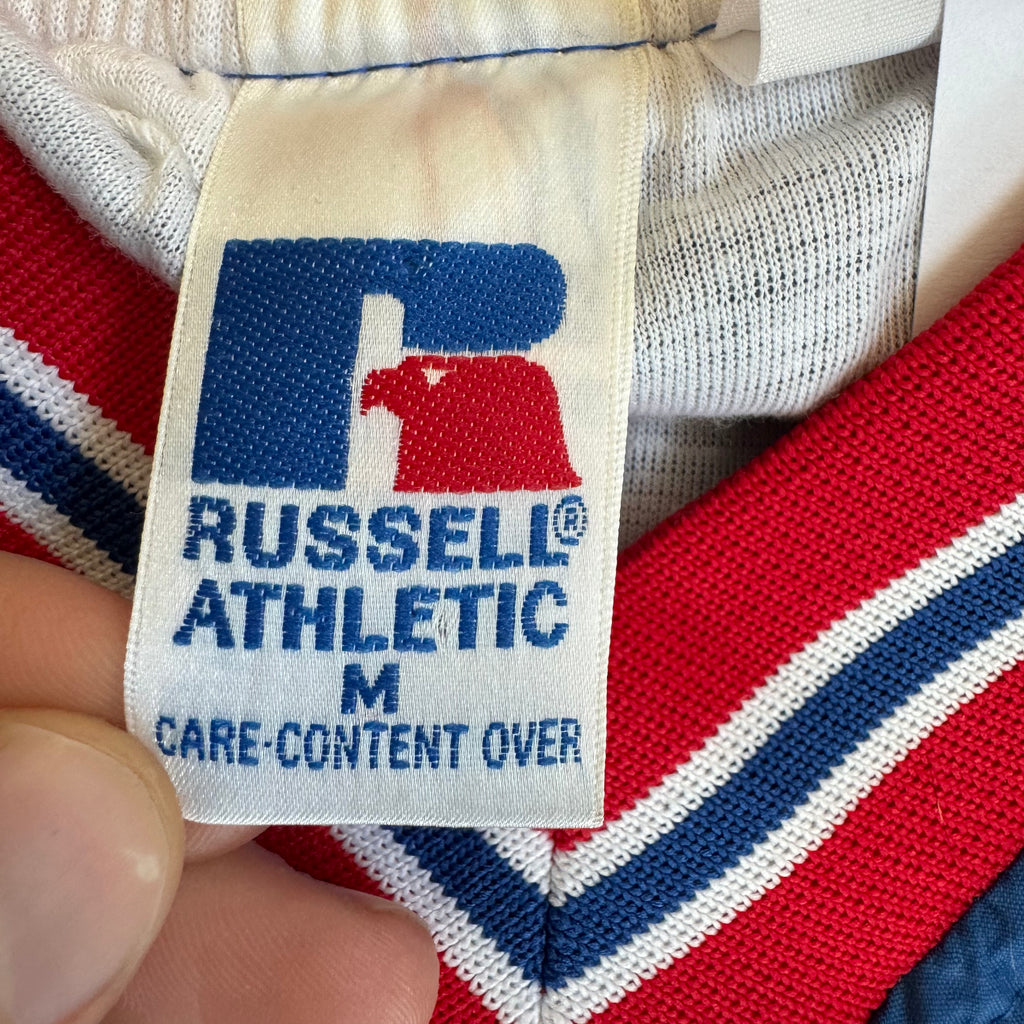 RUSSELL®
ATHLETIC
M
CARE-CONTENT OVER